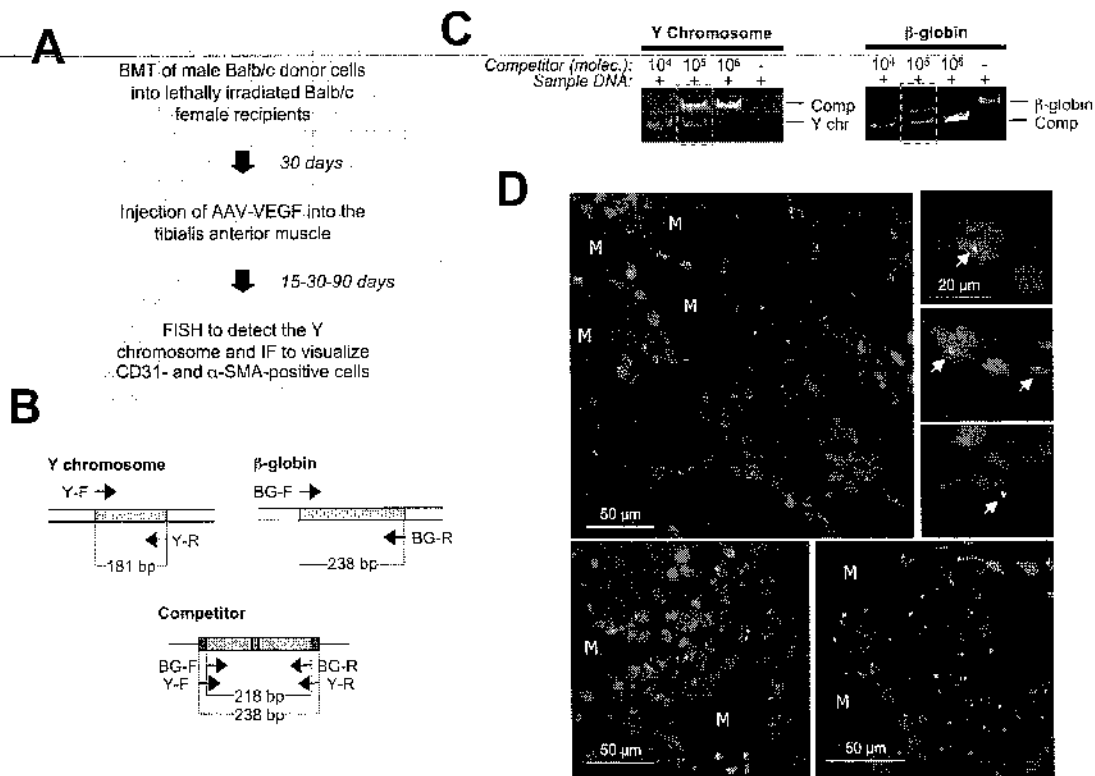 A
BMT of male Balb/c donor cells
into lethally irradiated Balb/c
female recipients
30 days
Injection of AAV-VEGF into the
tibialis anterior muscle
15-30-90 days
FISH to detect the Y
chromosome and IF to visualize
CD31- and α-SMA-positive cells
B
Y chromosome
Y-F
Y-R
181 bp
β-globin
BG-F
BG-R
238 bp
Competitor
BG-F
BG-R
Y-F
Y-R
218 bp
238 bp
C
Y Chromosome
β-globin
Competitor (molec.): 10⁴ 10⁵ 10⁶ -
10⁴ 10⁵ 10⁶ -
Sample DNA: + + + +
+ + + +
Comp
Y chr
β-globin
Comp
D
M
M
M
M
50 µm
20 µm
M
M
50 µm
M
M
50 µm